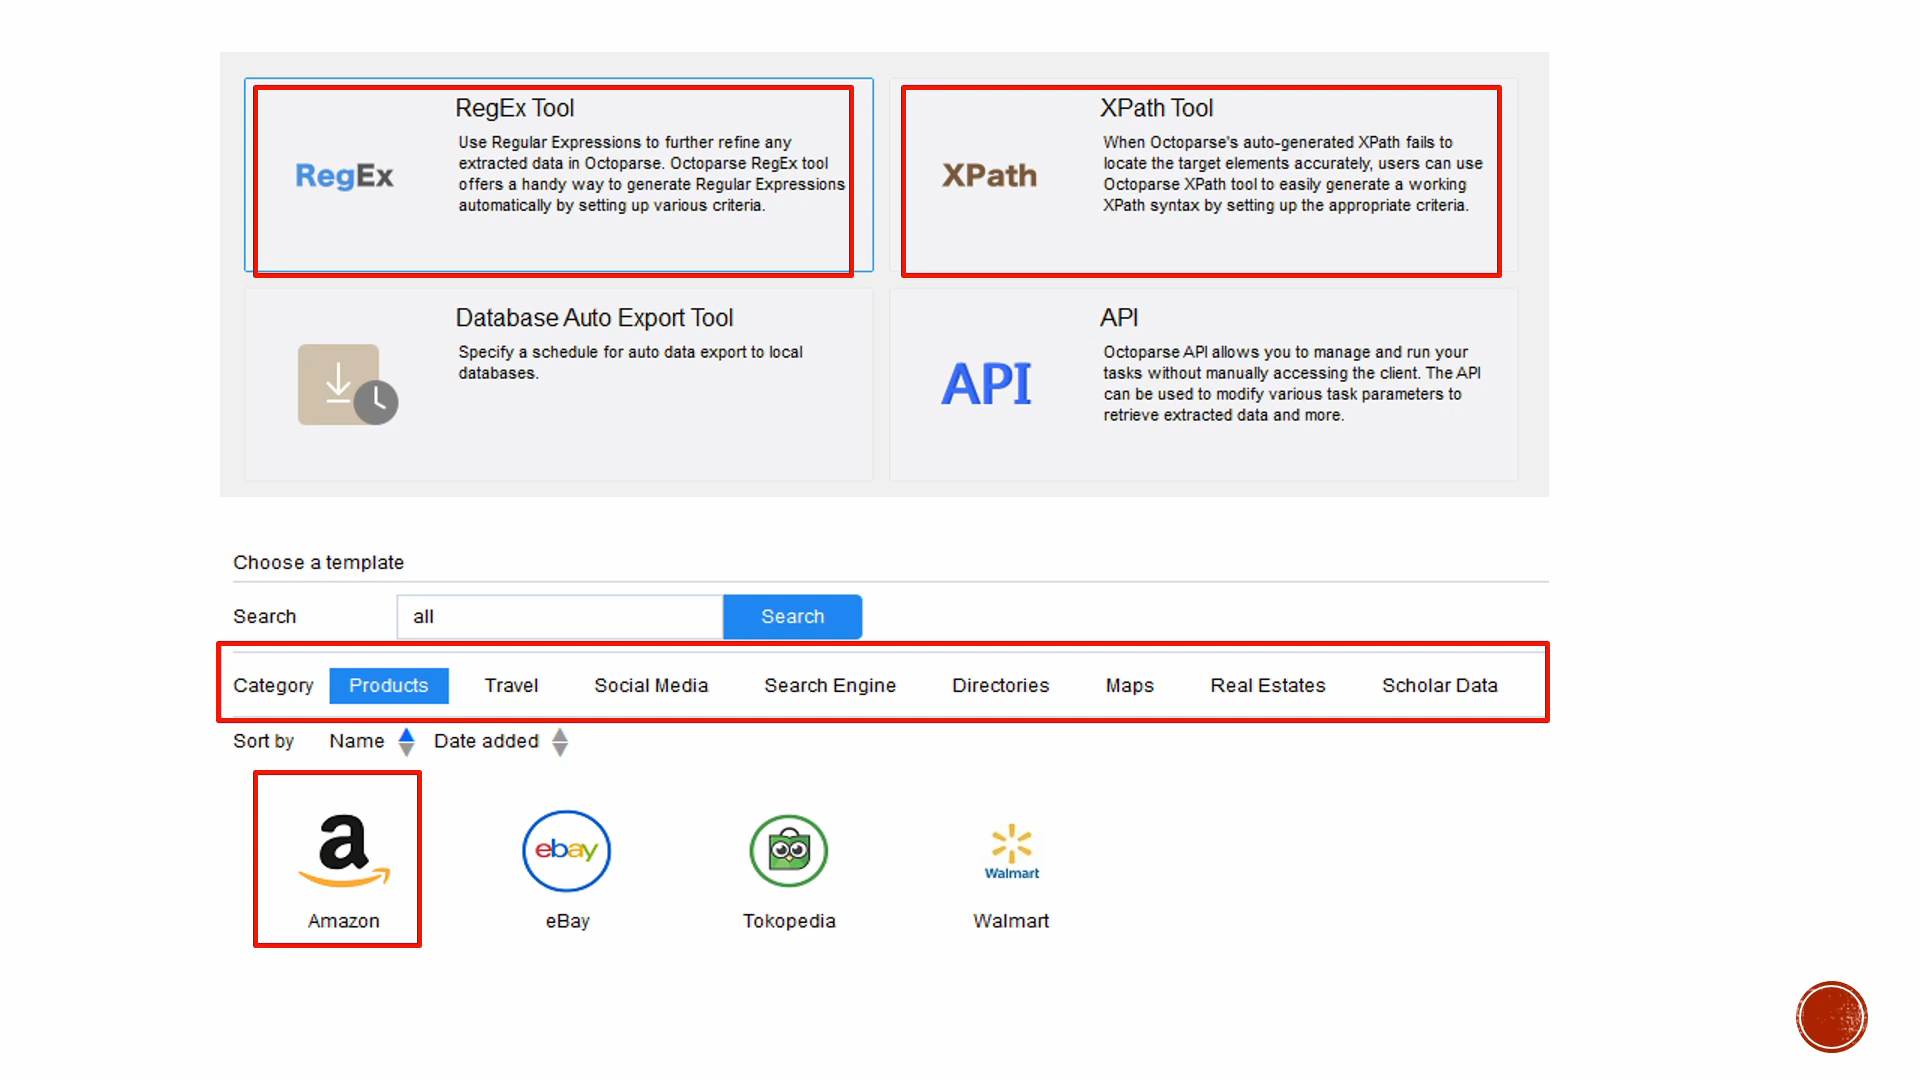 RegEx Tool
RegEx
Use Regular Expressions to further refine any
extracted data in Octoparse. Octoparse RegEx tool
offers a handy way to generate Regular Expressions
automatically by setting up various criteria.
XPath Tool
XPath
When Octoparse's auto-generated XPath fails to
locate the target elements accurately, users can use
Octoparse XPath tool to easily generate a working
XPath syntax by setting up the appropriate criteria.
Database Auto Export Tool
Specify a schedule for auto data export to local
databases.
API
API
Octoparse API allows you to manage and run your
tasks without manually accessing the client. The API
can be used to modify various task parameters to
retrieve extracted data and more.
Choose a template
Search all Search
Category Products Travel Social Media Search Engine Directories Maps Real Estates Scholar Data
Sort by Name Date added
a ebay Walmart
Amazon eBay Tokopedia Walmart